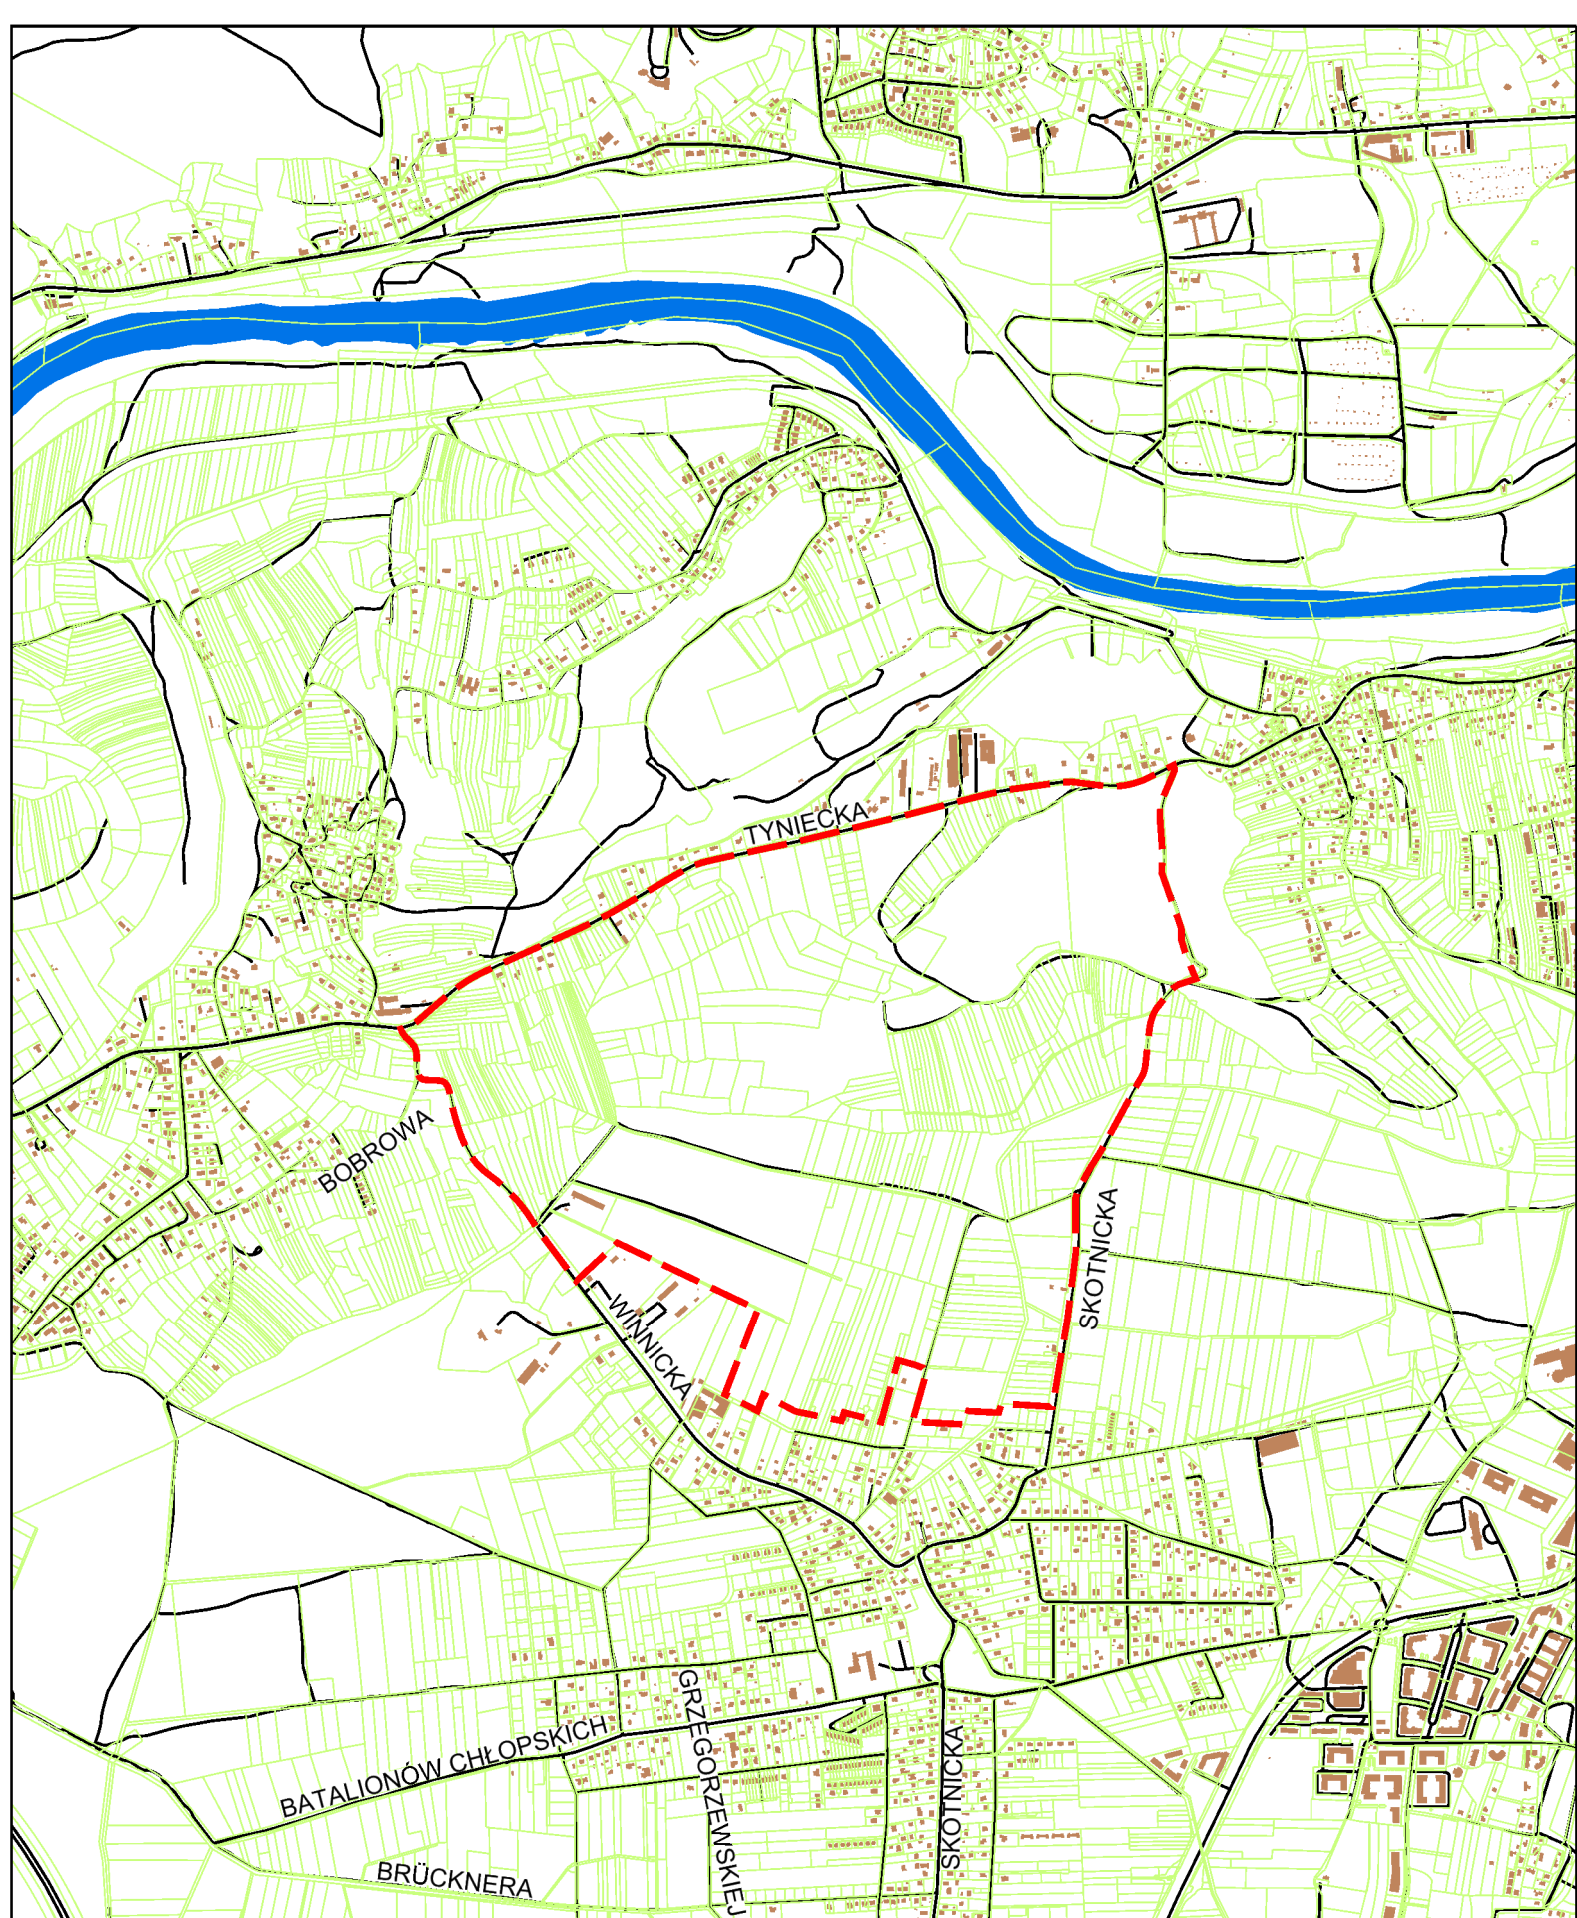 TYNIECKA
BOBROWA
SKOTNICKA
WINNICKA
GRZEGORZEWSKIEJ
BATALIONÓW CHŁOPSKICH
SKOTNICKA
BRÜCKNERA